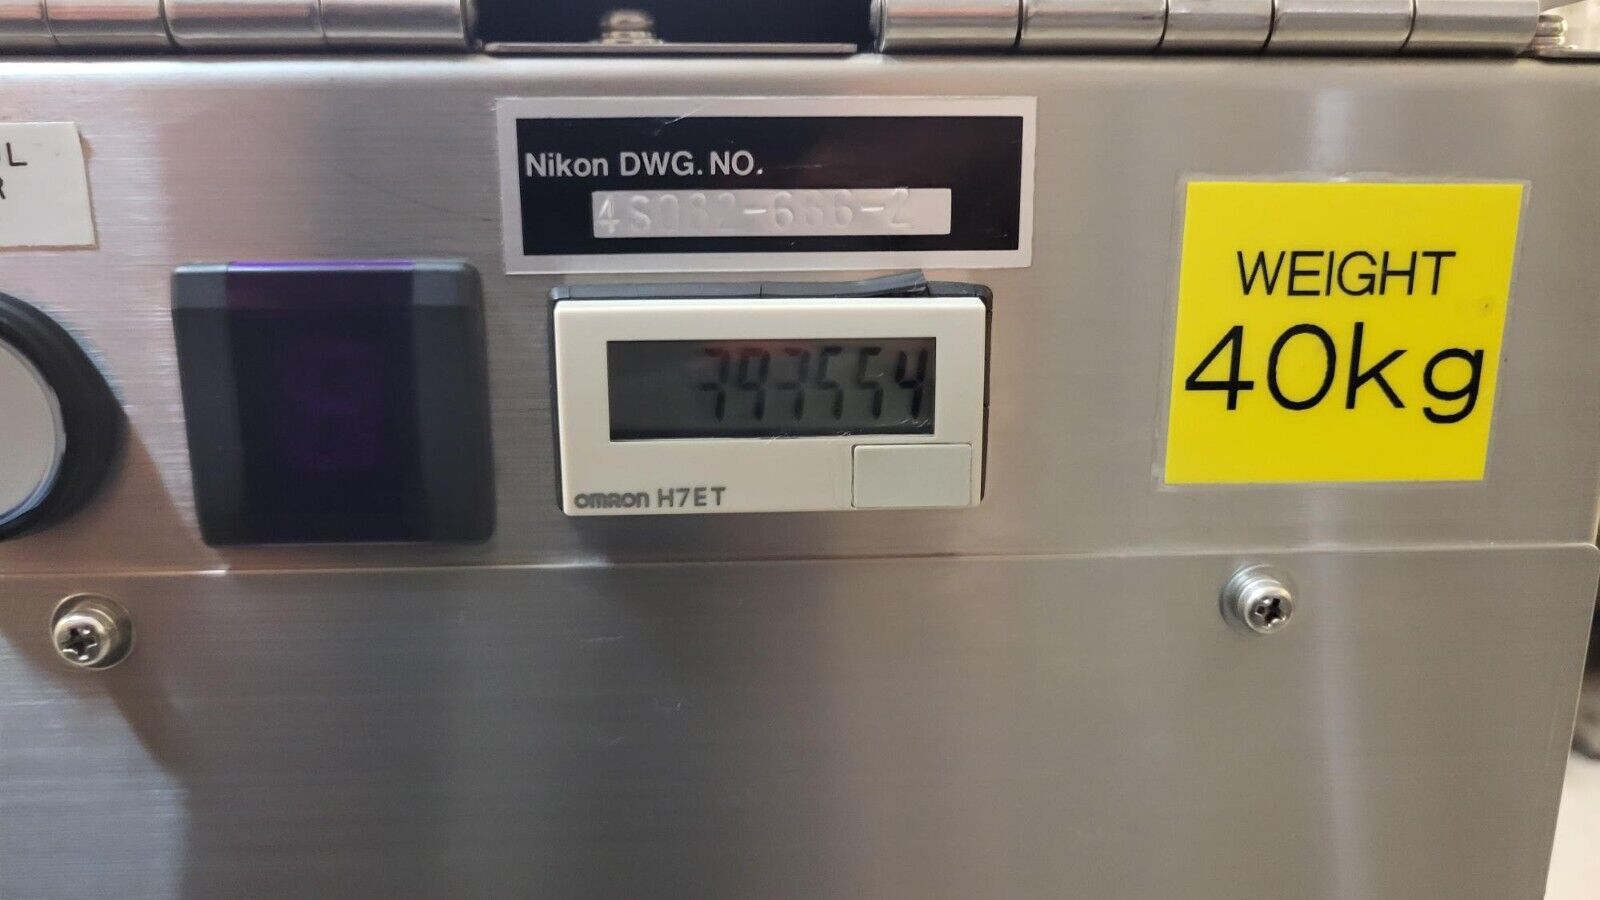 L
R
Nikon DWG. NO.
4S082-666-2
393554
OMRON H7ET
WEIGHT
40kg